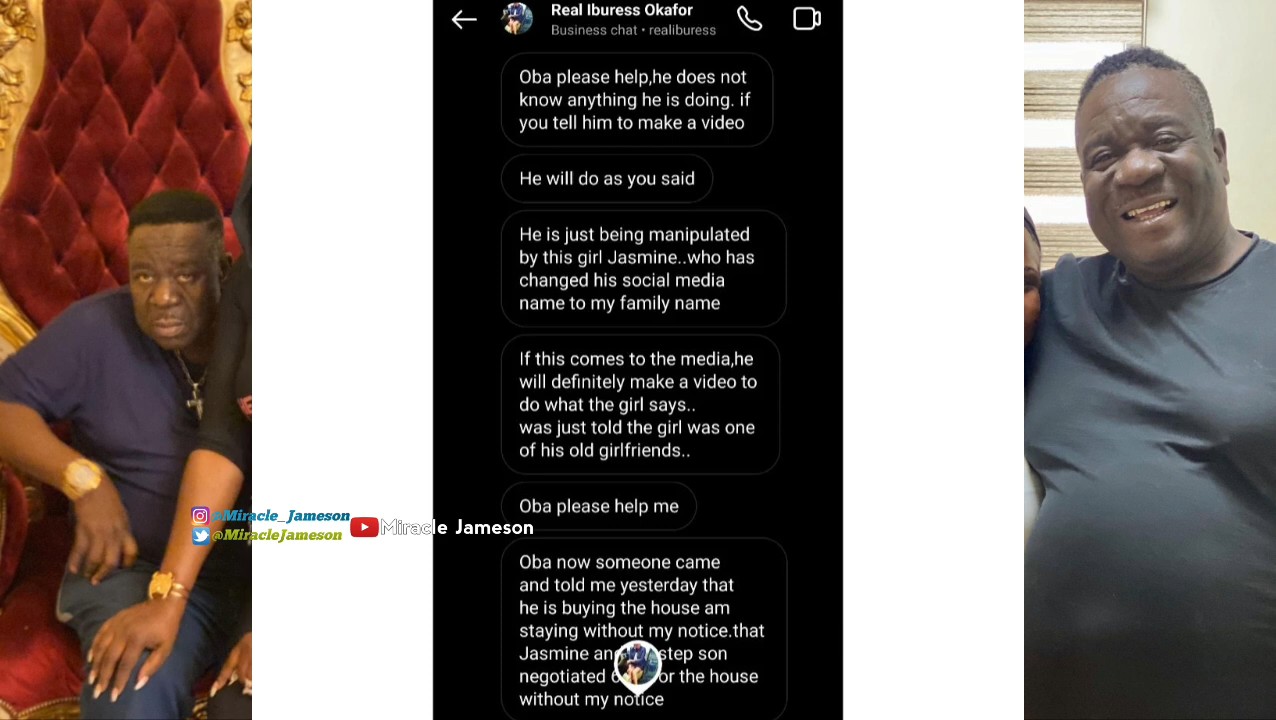 Real Iburess Okafor
Business chat • realiburess
Oba please help,he does not
know anything he is doing. if
you tell him to make a video
He will do as you said
He is just being manipulated
by this girl Jasmine..who has
changed his social media
name to my family name
If this comes to the media,he
will definitely make a video to
do what the girl says..
was just told the girl was one
of his old girlfriends..
Oba please help me
@Miracle_Jameson
@MiracleJameson
Miracle Jameson
Oba now someone came
and told me yesterday that
he is buying the house am
staying without my notice.that
Jasmine and step son
negotiated or the house
without my notice